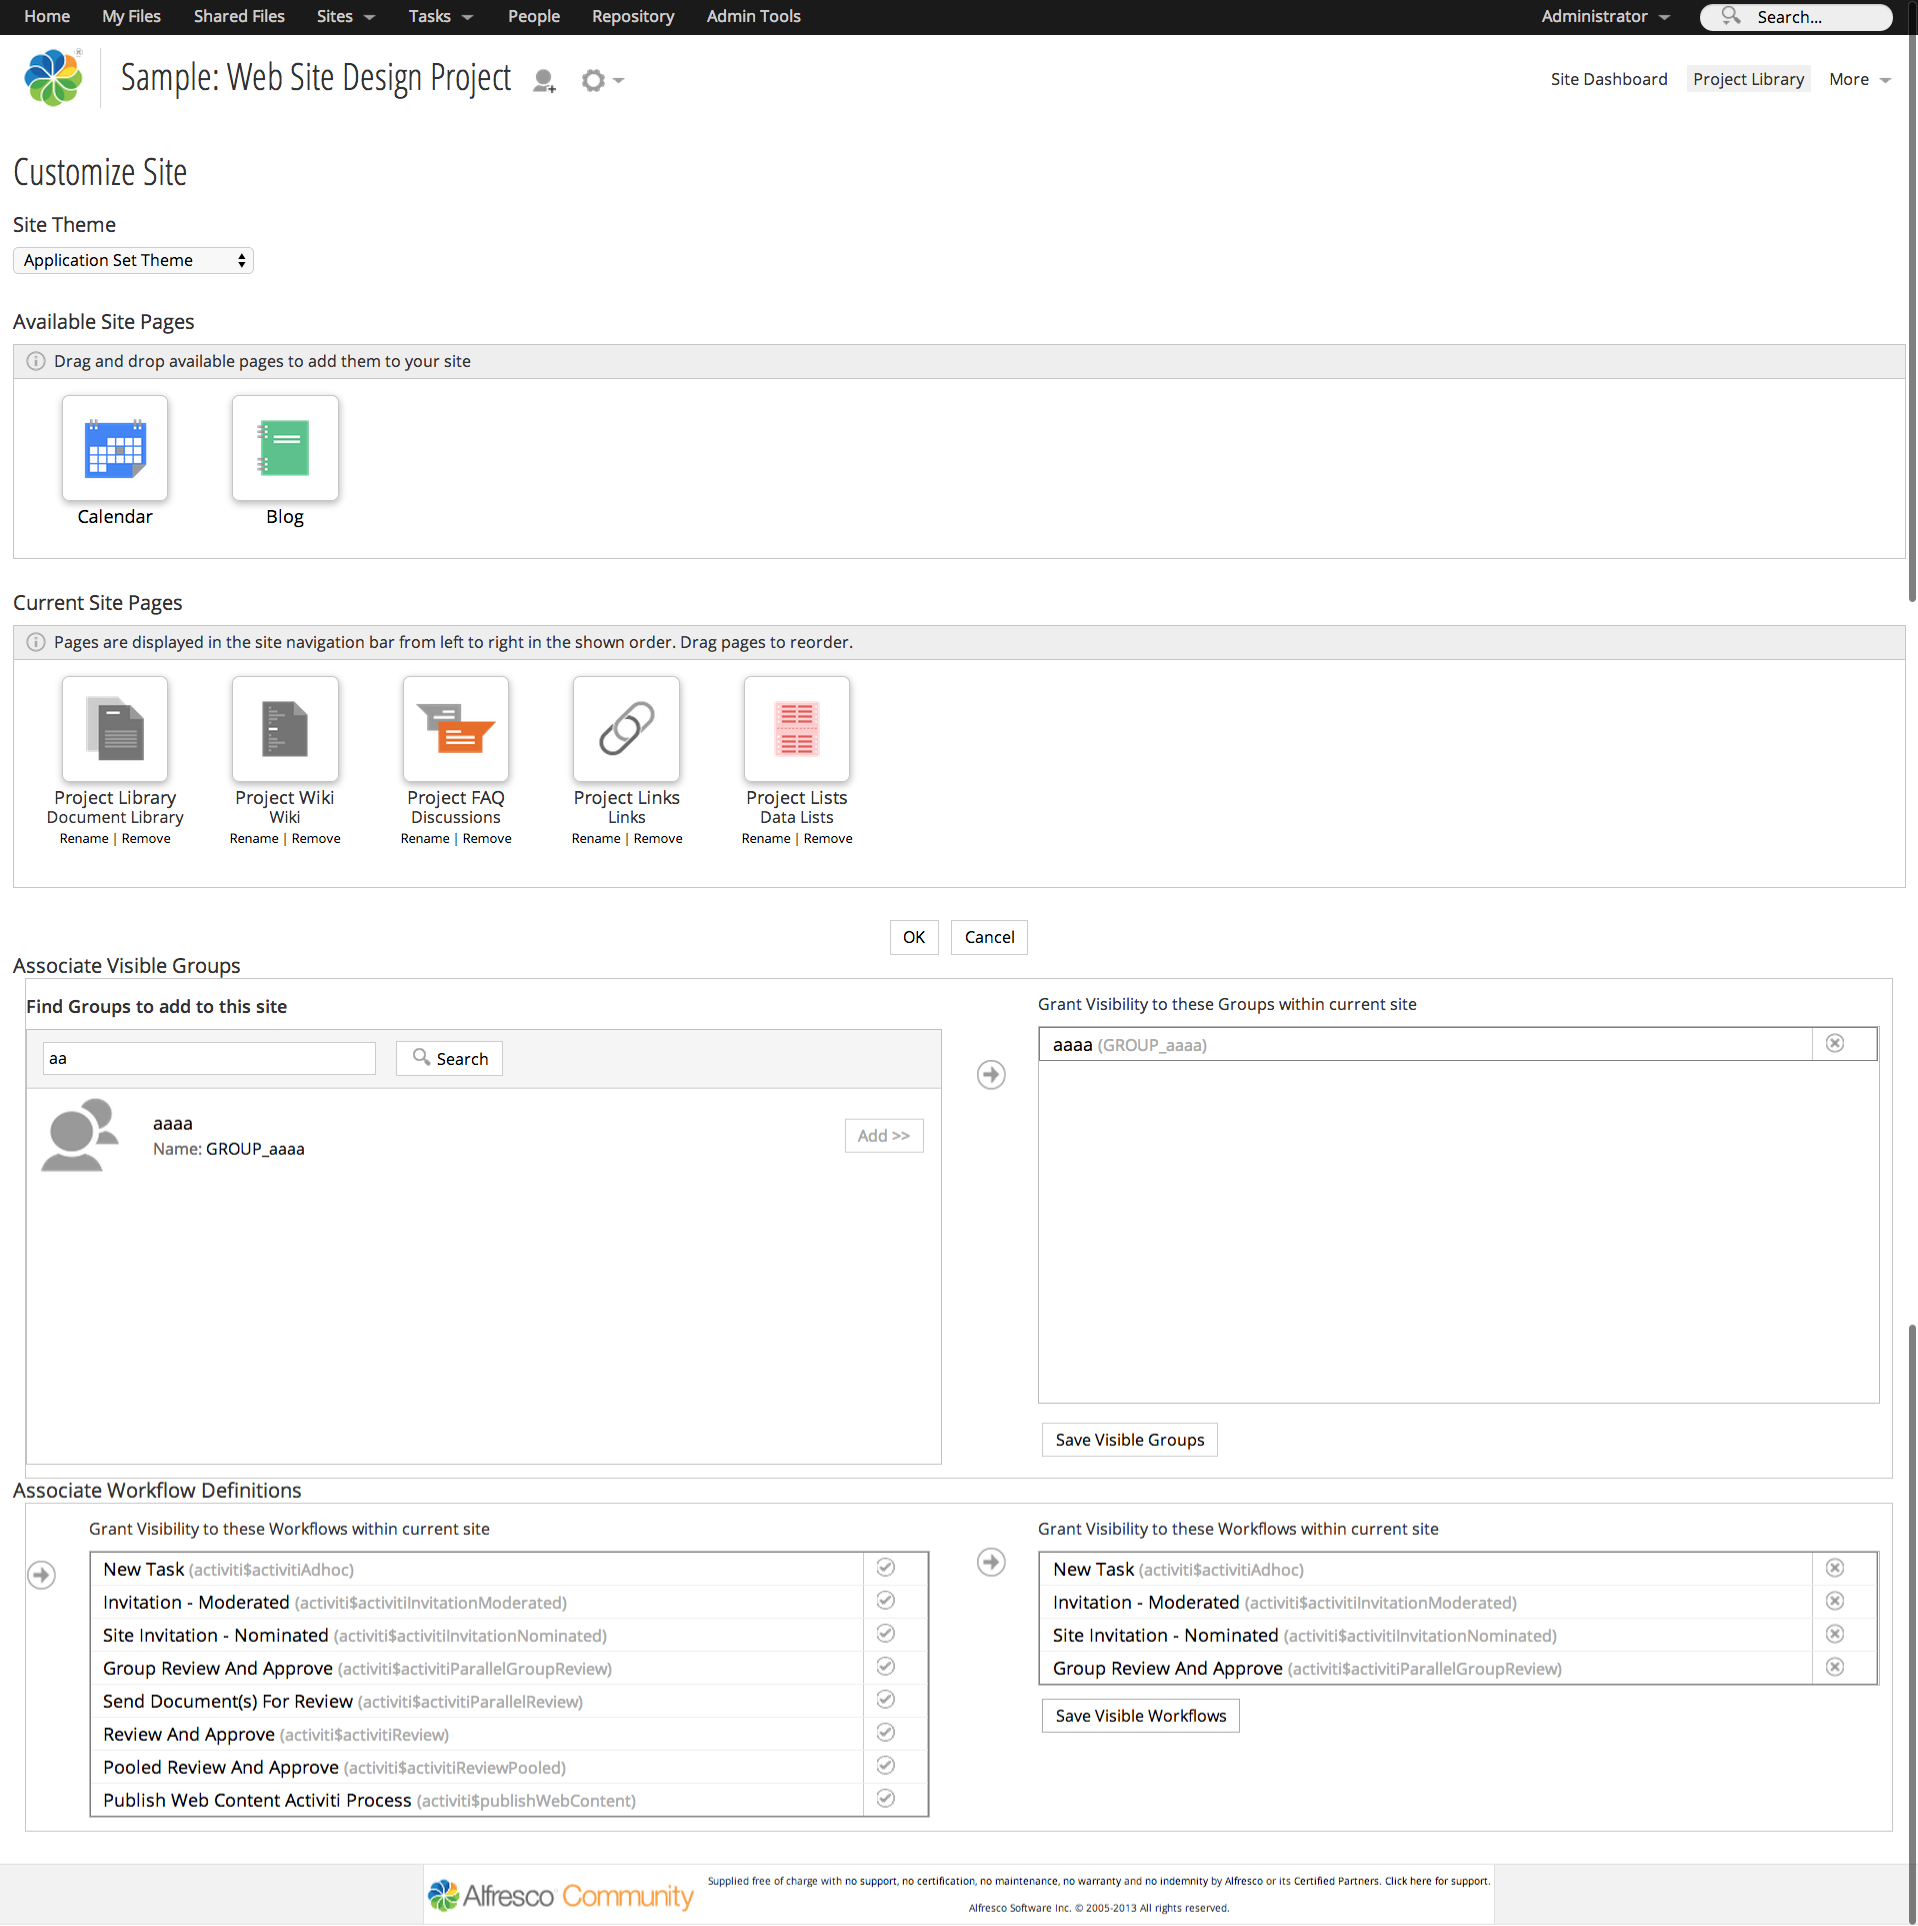 Home My Files Shared Files Sites Tasks People Repository Admin Tools Administrator Search...
Sample: Web Site Design Project
Site Dashboard Project Library More
Customize Site
Site Theme
Application Set Theme
Available Site Pages
Drag and drop available pages to add them to your site
Calendar Blog
Current Site Pages
Pages are displayed in the site navigation bar from left to right in the shown order. Drag pages to reorder.
Project Library Project Wiki Project FAQ Project Links Project Lists
Document Library Wiki Discussions Links Data Lists
Rename | Remove Rename | Remove Rename | Remove Rename | Remove Rename | Remove
OK Cancel
Associate Visible Groups
Find Groups to add to this site
aa
Search
aaaa
Name: GROUP_aaaa
Add >>
Grant Visibility to these Groups within current site
aaaa (GROUP_aaaa)
Save Visible Groups
Associate Workflow Definitions
Grant Visibility to these Workflows within current site
New Task (activiti$activitiAdhoc)
Invitation - Moderated (activiti$activitiInvitationModerated)
Site Invitation - Nominated (activiti$activitiInvitationNominated)
Group Review And Approve (activiti$activitiParallelGroupReview)
Send Document(s) For Review (activiti$activitiParallelReview)
Review And Approve (activiti$activitiReview)
Pooled Review And Approve (activiti$activitiReviewPooled)
Publish Web Content Activiti Process (activiti$publishWebContent)
Grant Visibility to these Workflows within current site
New Task (activiti$activitiAdhoc)
Invitation - Moderated (activiti$activitiInvitationModerated)
Site Invitation - Nominated (activiti$activitiInvitationNominated)
Group Review And Approve (activiti$activitiParallelGroupReview)
Save Visible Workflows
Alfresco Community
Supplied free of charge with no support, no certification, no maintenance, no warranty and no indemnity by Alfresco or its Certified Partners. Click here for support.
Alfresco Software Inc. © 2005-2013 All rights reserved.